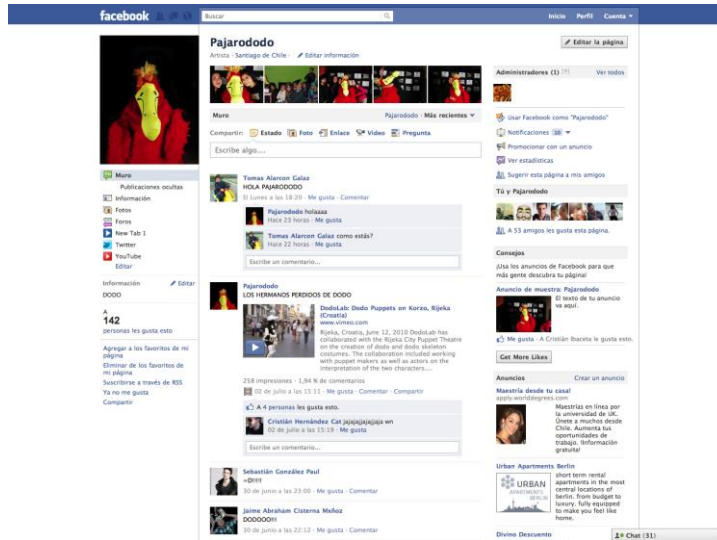 facebook
Buscar
Inicio Perfil Cuenta
Pajarododo
Artista · Santiago de Chile · Editar información
Editar la página
Muro
Pajarododo · Más recientes
Compartir: Estado Foto Enlace Video Pregunta
Escribe algo....
Muro
Publicaciones ocultas
Información
Fotos
Foros
New Tab 1
Twitter
YouTube
Editar
Información Editar
DODO
A
142
personas les gusta esto
Agregar a los favoritos de mi
página
Eliminar de los favoritos de
mi página
Suscribirse a través de RSS
Ya no me gusta
Compartir
Tomas Alarcon Galaz
HOLA PAJARODODO
El Lunes a las 18:20 · Me gusta · Comentar
Pajarododo holaaaa
Hace 23 horas · Me gusta
Tomas Alarcon Galaz como estás?
Hace 22 horas · Me gusta
Escribe un comentario...
Pajarododo
LOS HERMANOS PERDIDOS DE DODO
DodoLab: Dodo Puppets on Korzo, Rijeka
(Croatia)
www.vimeo.com
Rijeka, Croatia, June 12, 2010 DodoLab has
collaborated with the Rijeka City Puppet Theatre
on the creation of dodo and dodo skeleton
costumes. The collaboration included working
with puppet makers as well as actors on the
interpretation of the two characters....
258 impresiones · 1,94 % de comentarios
02 de julio a las 15:11 · Me gusta · Comentar · Compartir
A 4 personas les gusta esto.
Cristián Hernández Cat jajajajjajajaja wn
02 de julio a las 15:19 · Me gusta
Escribe un comentario...
Sebastián González Paul
30 de junio a las 23:00 · Me gusta · Comentar
Jaime Abraham Cisterna Mxñoz
DODOOO!!!
30 de junio a las 22:12 · Me gusta · Comentar
Administradores (1) Ver todos
Usar Facebook como "Pajarododo"
Notificaciones 10
Promocionar con un anuncio
Ver estadísticas
Sugerir esta página a mis amigos
Tú y Pajarododo
A 53 amigos les gusta esta página.
Consejos
¡Usa los anuncios de Facebook para que
más gente descubra tu página!
Anuncio de muestra: Pajarododo
El texto de tu anuncio
va aquí.
Me gusta · A Cristián Ibaceta le gusta esto.
Get More Likes
Anuncios Crear un anuncio
Maestría desde tu casa!
apply.worlddegrees.com
Maestrías en línea por
la universidad de UK.
Únete a muchos desde
Chile. Aumenta tus
oportunidades de
trabajo. !Información
gratuita!
Urban Apartments Berlin
URBAN
APARTMENTS
BERLIN
short term rental
apartments in the most
central locations of
berlin. from budget to
luxury. fully equipped
to make you feel like
home.
Divino Descuento
Chat (31)